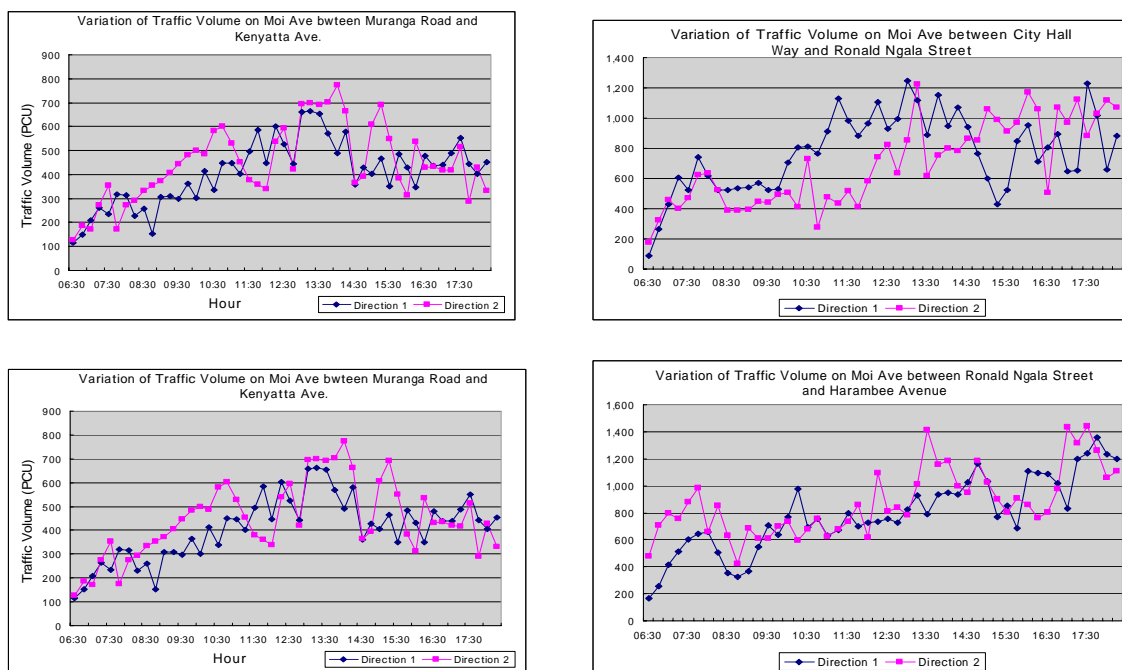 Variation of Traffic Volume on Moi Ave bwteen Muranga Road and
Kenyatta Ave.
900
800
700
600
500
400
300
200
100
0
Traffic Volume (PCU)
06:30 07:30 08:30 09:30 10:30 11:30 12:30 13:30 14:30 15:30 16:30 17:30
Hour
Direction 1 Direction 2
Variation of Traffic Volume on Moi Ave between City Hall
Way and Ronald Ngala Street
1,400
1,200
1,000
800
600
400
200
0
06:30 07:30 08:30 09:30 10:30 11:30 12:30 13:30 14:30 15:30 16:30 17:30
Direction 1 Direction 2
Variation of Traffic Volume on Moi Ave bwteen Muranga Road and
Kenyatta Ave.
900
800
700
600
500
400
300
200
100
0
Traffic Volume (PCU)
06:30 07:30 08:30 09:30 10:30 11:30 12:30 13:30 14:30 15:30 16:30 17:30
Hour
Direction 1 Direction 2
Variation of Traffic Volume on Moi Ave between Ronald Ngala Street
and Harambee Avenue
1,600
1,400
1,200
1,000
800
600
400
200
0
06:30 07:30 08:30 09:30 10:30 11:30 12:30 13:30 14:30 15:30 16:30 17:30
Direction 1 Direction 2